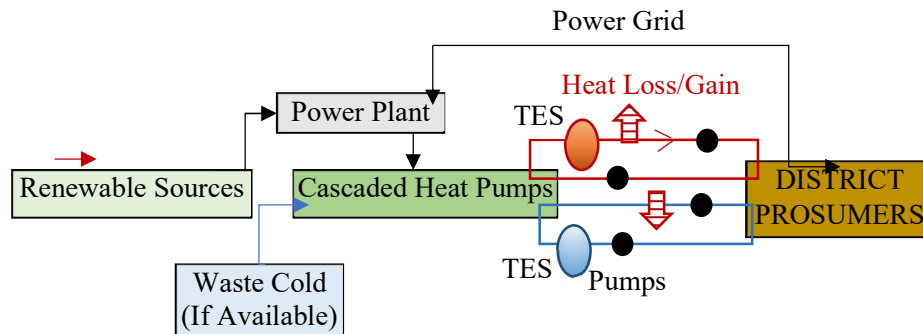 Power Grid
Heat Loss/Gain
TES
Power Plant
Renewable Sources
Cascaded Heat Pumps
DISTRICT
PROSUMERS
Waste Cold
(If Available)
TES
Pumps